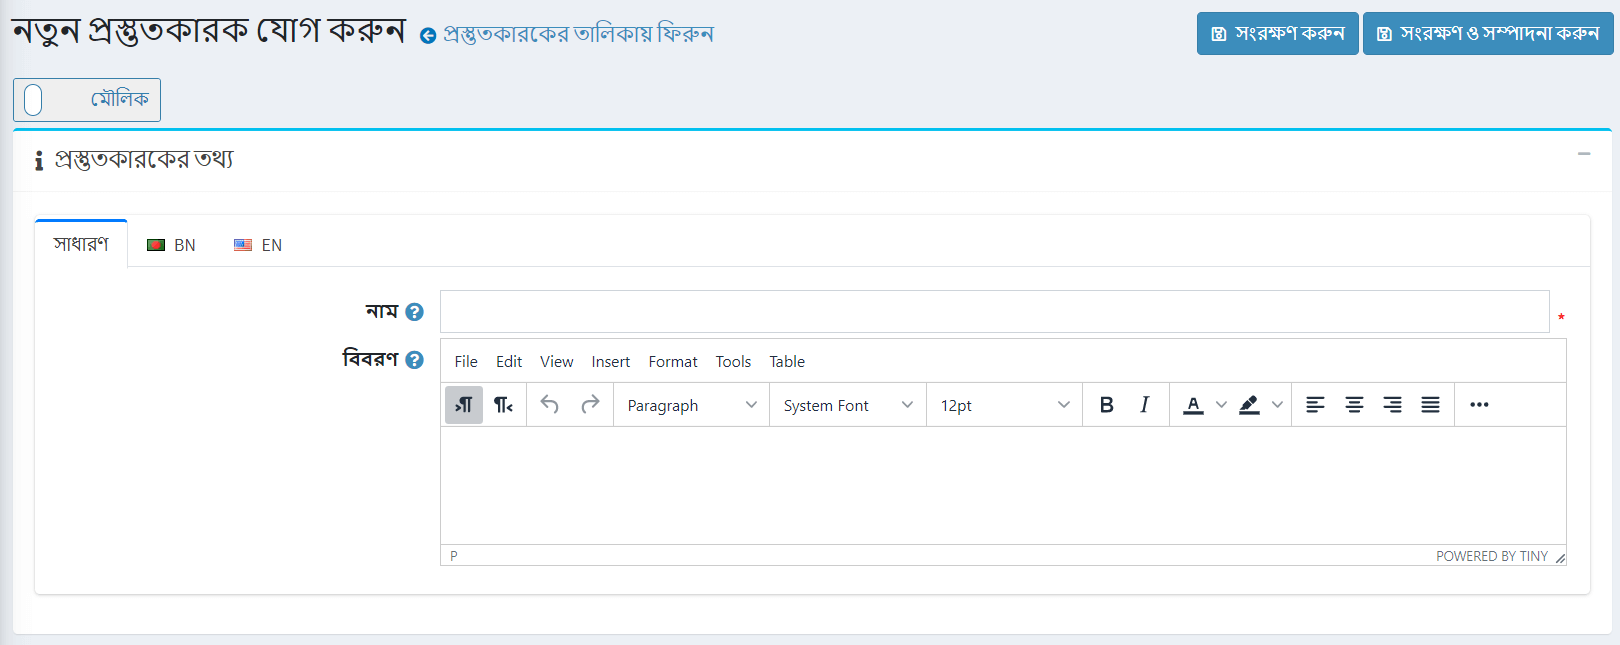 নতুন প্রস্তুতকারক যোগ করুন প্রস্তুতকারকের তালিকায় ফিরুন সংরক্ষণ করুন সংরক্ষণ ও সম্পাদনা করুন
মৌলিক
প্রস্তুতকারকের তথ্য
সাধারণ BN EN
নাম *
বিবরণ File Edit View Insert Format Tools Table
Paragraph System Font 12pt B I A
P POWERED BY TINY